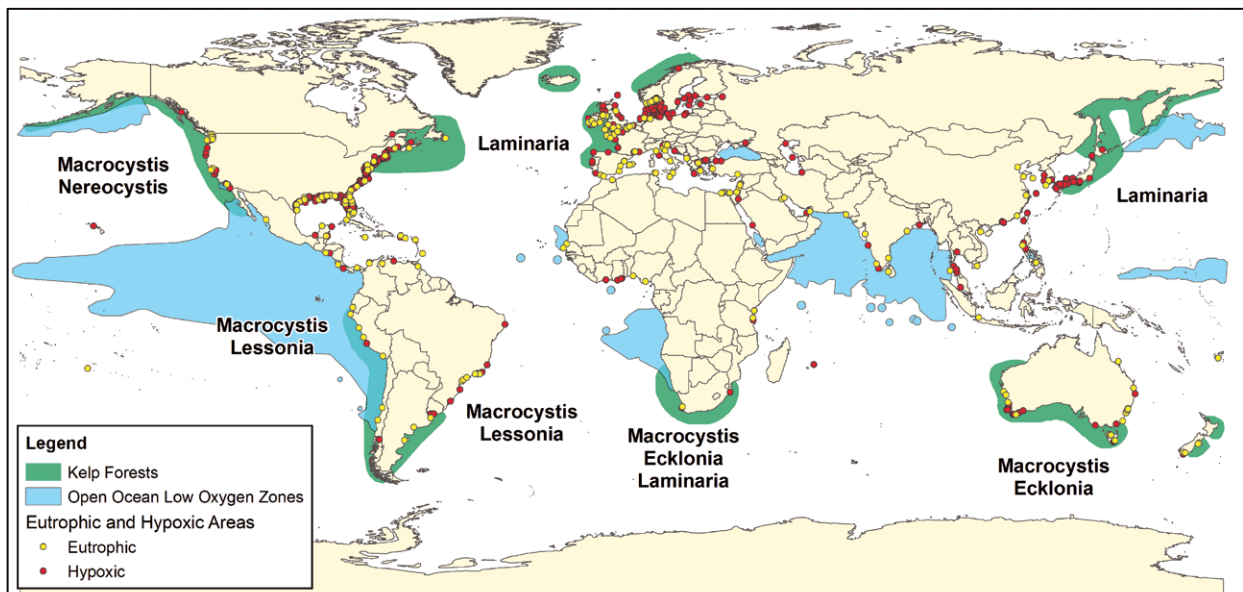 Laminaria
Macrocystis
Nereocystis
Laminaria
Macrocystis
Lessonia
Macrocystis
Lessonia
Macrocystis
Ecklonia
Laminaria
Macrocystis
Ecklonia
Legend
Kelp Forests
Open Ocean Low Oxygen Zones
Eutrophic and Hypoxic Areas
Eutrophic
Hypoxic